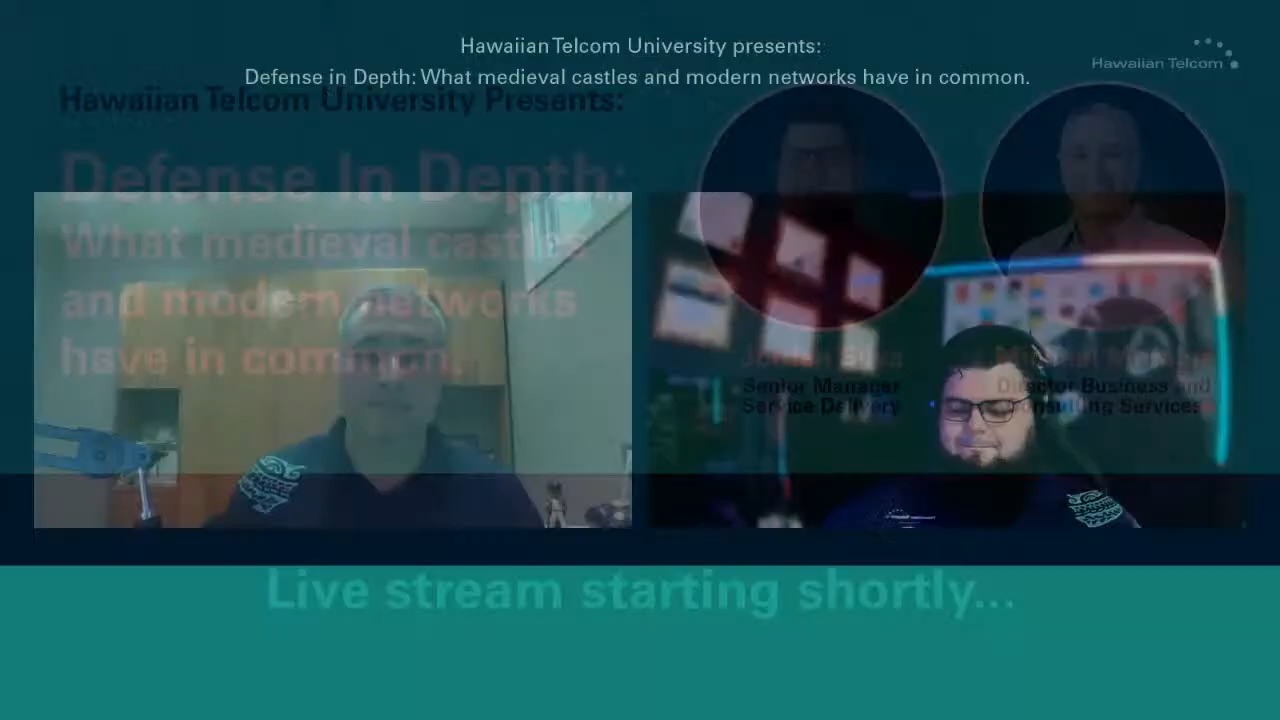 Hawaiian Telcom University presents:
Defense in Depth: What medieval castles and modern networks have in common.
Hawaiian Telcom
Hawaiian Telcom University Presents:
Defense In Depth:
What medieval castles
and modern networks
have in common.
Senior Manager
Service Delivery
Director Business and
Consulting Services
Live stream starting shortly...